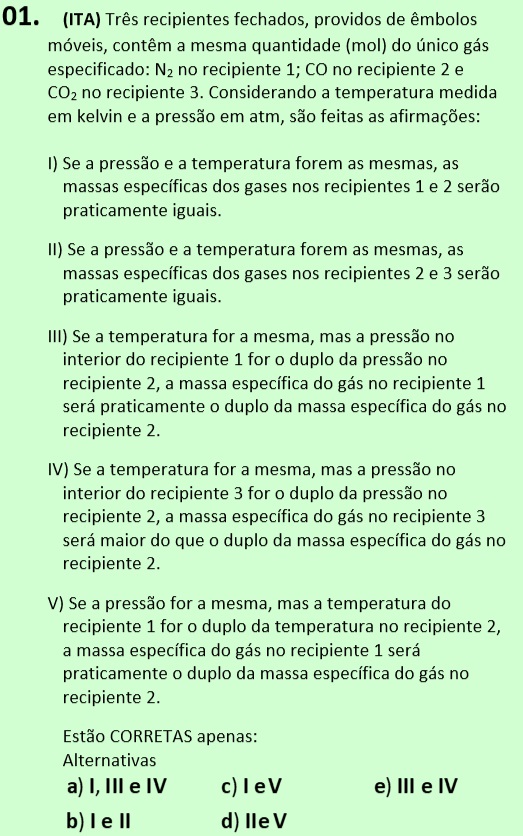 01. (ITA) Três recipientes fechados, providos de êmbolos
móveis, contêm a mesma quantidade (mol) do único gás
especificado: N₂ no recipiente 1; CO no recipiente 2 e
CO₂ no recipiente 3. Considerando a temperatura medida
em kelvin e a pressão em atm, são feitas as afirmações:
I) Se a pressão e a temperatura forem as mesmas, as
massas específicas dos gases nos recipientes 1 e 2 serão
praticamente iguais.
II) Se a pressão e a temperatura forem as mesmas, as
massas específicas dos gases nos recipientes 2 e 3 serão
praticamente iguais.
III) Se a temperatura for a mesma, mas a pressão no
interior do recipiente 1 for o duplo da pressão no
recipiente 2, a massa específica do gás no recipiente 1
será praticamente o duplo da massa específica do gás no
recipiente 2.
IV) Se a temperatura for a mesma, mas a pressão no
interior do recipiente 3 for o duplo da pressão no
recipiente 2, a massa específica do gás no recipiente 3
será maior do que o duplo da massa específica do gás no
recipiente 2.
V) Se a pressão for a mesma, mas a temperatura do
recipiente 1 for o duplo da temperatura no recipiente 2,
a massa específica do gás no recipiente 1 será
praticamente o duplo da massa específica do gás no
recipiente 2.
Estão CORRETAS apenas:
Alternativas
a) I, III e IV c) I e V e) III e IV
b) I e II d) II e V